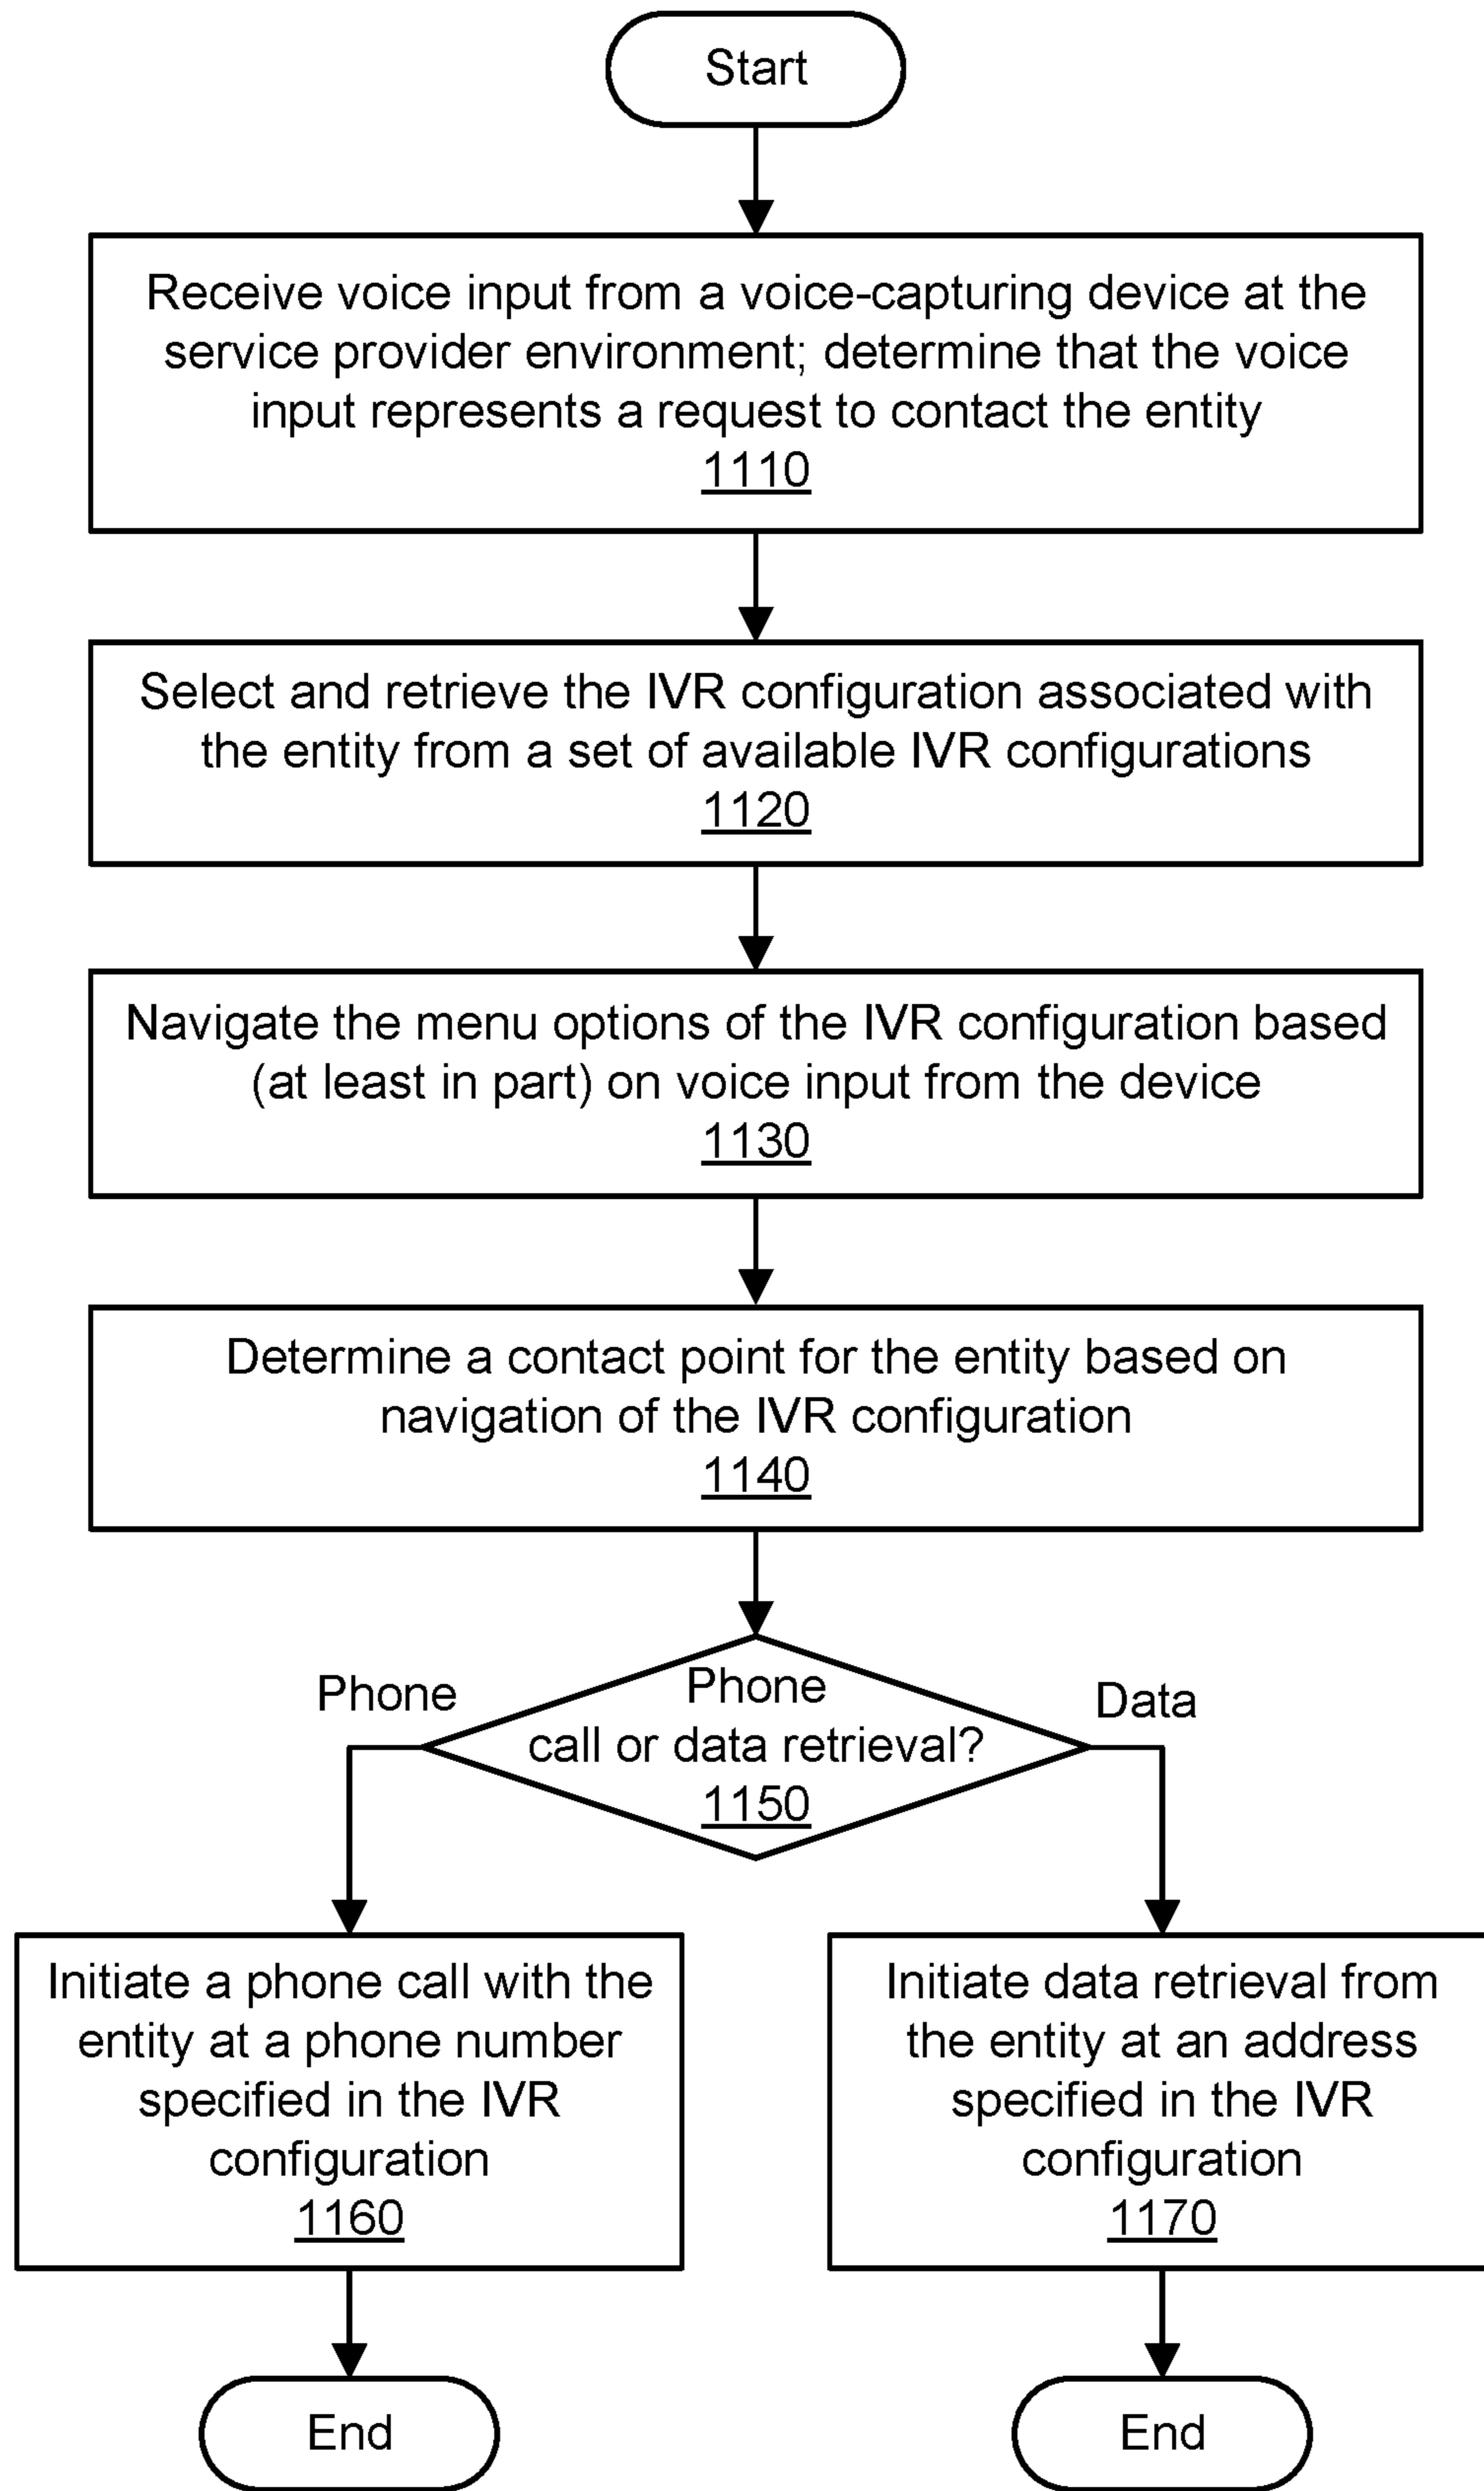 Start
Receive voice input from a voice-capturing device at the
service provider environment; determine that the voice
input represents a request to contact the entity
1110
Select and retrieve the IVR configuration associated with
the entity from a set of available IVR configurations
1120
Navigate the menu options of the IVR configuration based
(at least in part) on voice input from the device
1130
Determine a contact point for the entity based on
navigation of the IVR configuration
1140
Phone
call or data retrieval?
1150
Phone
Data
Initiate a phone call with the
entity at a phone number
specified in the IVR
configuration
1160
Initiate data retrieval from
the entity at an address
specified in the IVR
configuration
1170
End
End